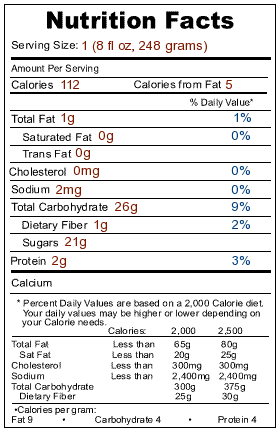 Nutrition Facts
Serving Size: 1 (8 fl oz, 248 grams)
Amount Per Serving
Calories 112 Calories from Fat 5
% Daily Value*
Total Fat 1g 1%
Saturated Fat 0g 0%
Trans Fat 0g
Cholesterol 0mg 0%
Sodium 2mg 0%
Total Carbohydrate 26g 9%
Dietary Fiber 1g 2%
Sugars 21g
Protein 2g 3%
Calcium
* Percent Daily Values are based on a 2,000 Calorie diet.
Your daily values may be higher or lower depending on
your Calorie needs.
Calories: 2,000 2,500
Total Fat Less than 65g 80g
Sat Fat Less than 20g 25g
Cholesterol Less than 300mg 300mg
Sodium Less than 2,400mg 2,400mg
Total Carbohydrate 300g 375g
Dietary Fiber 25g 30g
•Calories per gram:
Fat 9 • Carbohydrate 4 • Protein 4